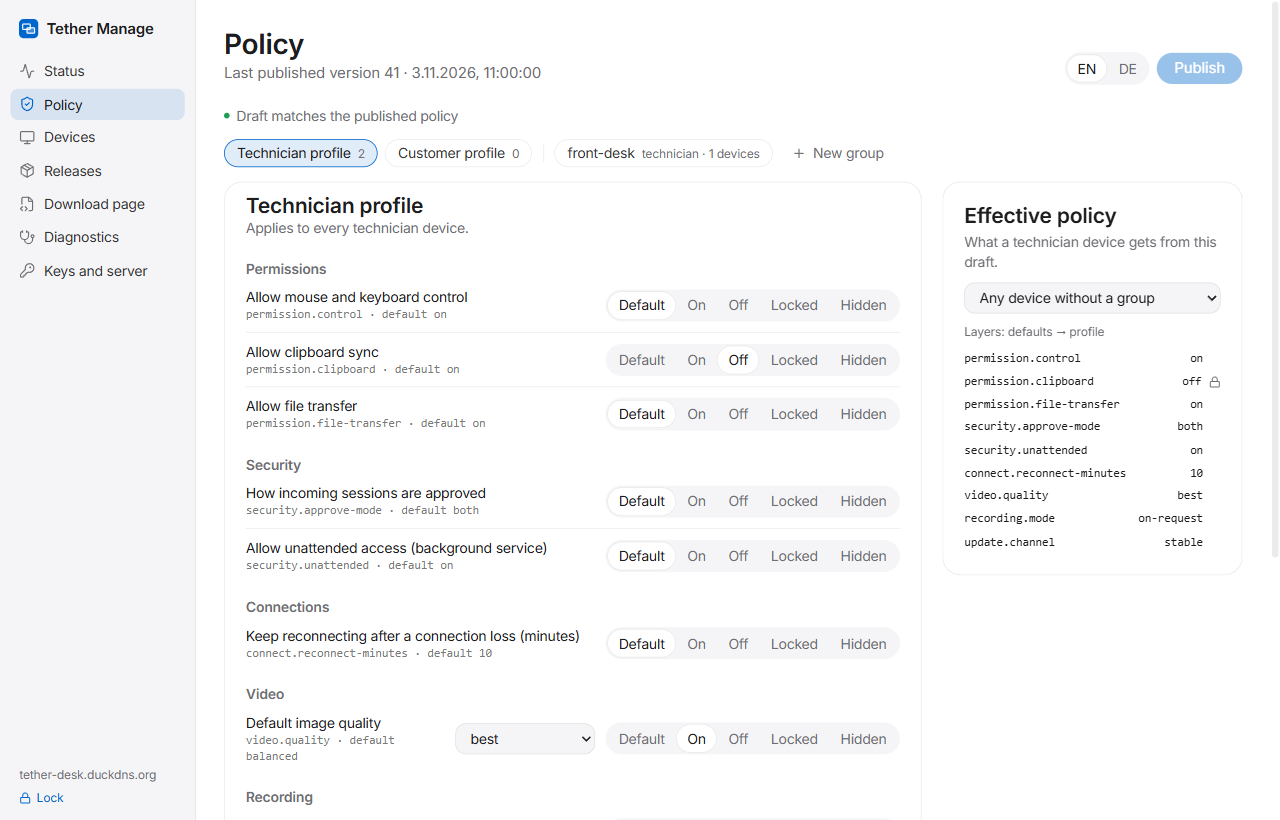 Tether Manage
Status
Policy
Devices
Releases
Download page
Diagnostics
Keys and server
tether-desk.duckdns.org
Lock
Policy
Last published version 41 · 3.11.2026, 11:00:00
EN DE Publish
Draft matches the published policy
Technician profile 2 Customer profile 0 front-desk technician · 1 devices + New group
Technician profile
Applies to every technician device.
Permissions
Allow mouse and keyboard control
permission.control · default on
Default On Off Locked Hidden
Allow clipboard sync
permission.clipboard · default on
Default On Off Locked Hidden
Allow file transfer
permission.file-transfer · default on
Default On Off Locked Hidden
Security
How incoming sessions are approved
security.approve-mode · default both
Default On Off Locked Hidden
Allow unattended access (background service)
security.unattended · default on
Default On Off Locked Hidden
Connections
Keep reconnecting after a connection loss (minutes)
connect.reconnect-minutes · default 10
Default On Off Locked Hidden
Video
Default image quality
video.quality · default
balanced
best
Default On Off Locked Hidden
Recording
Effective policy
What a technician device gets from this
draft.
Any device without a group
Layers: defaults → profile
permission.control on
permission.clipboard off
permission.file-transfer on
security.approve-mode both
security.unattended on
connect.reconnect-minutes 10
video.quality best
recording.mode on-request
update.channel stable